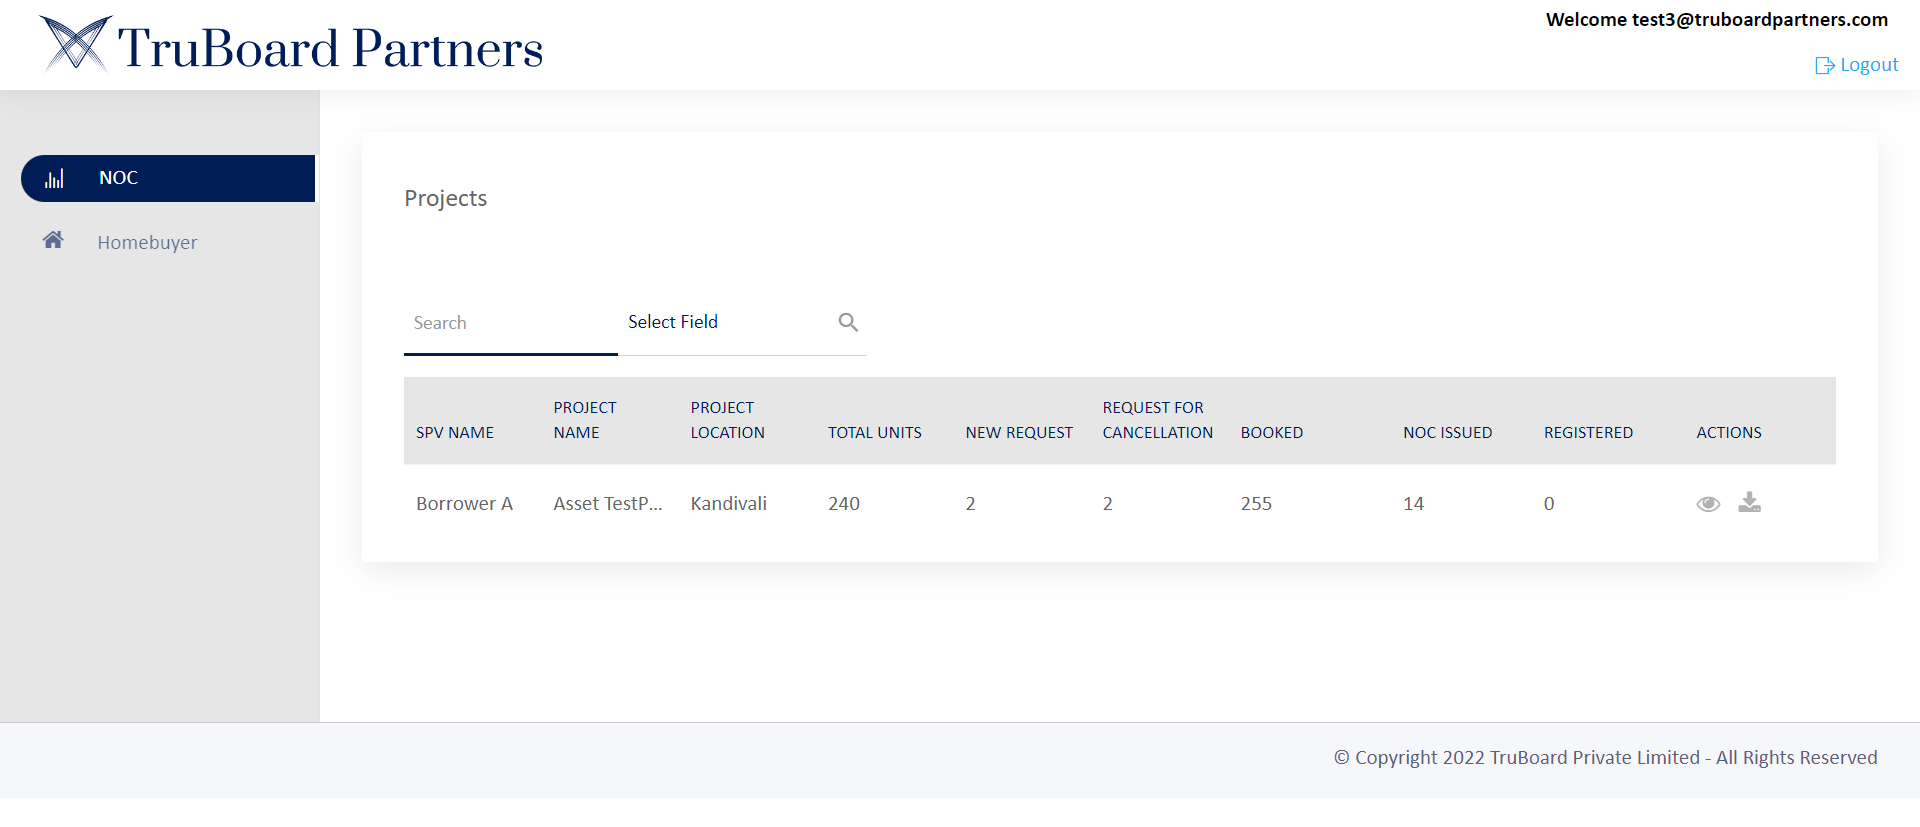 TruBoard Partners
Welcome test3@truboardpartners.com
Logout
NOC
Homebuyer
Projects
Search Select Field
SPV NAME PROJECT NAME PROJECT LOCATION TOTAL UNITS NEW REQUEST REQUEST FOR CANCELLATION BOOKED NOC ISSUED REGISTERED ACTIONS
Borrower A Asset TestP... Kandivali 240 2 2 255 14 0
© Copyright 2022 TruBoard Private Limited - All Rights Reserved